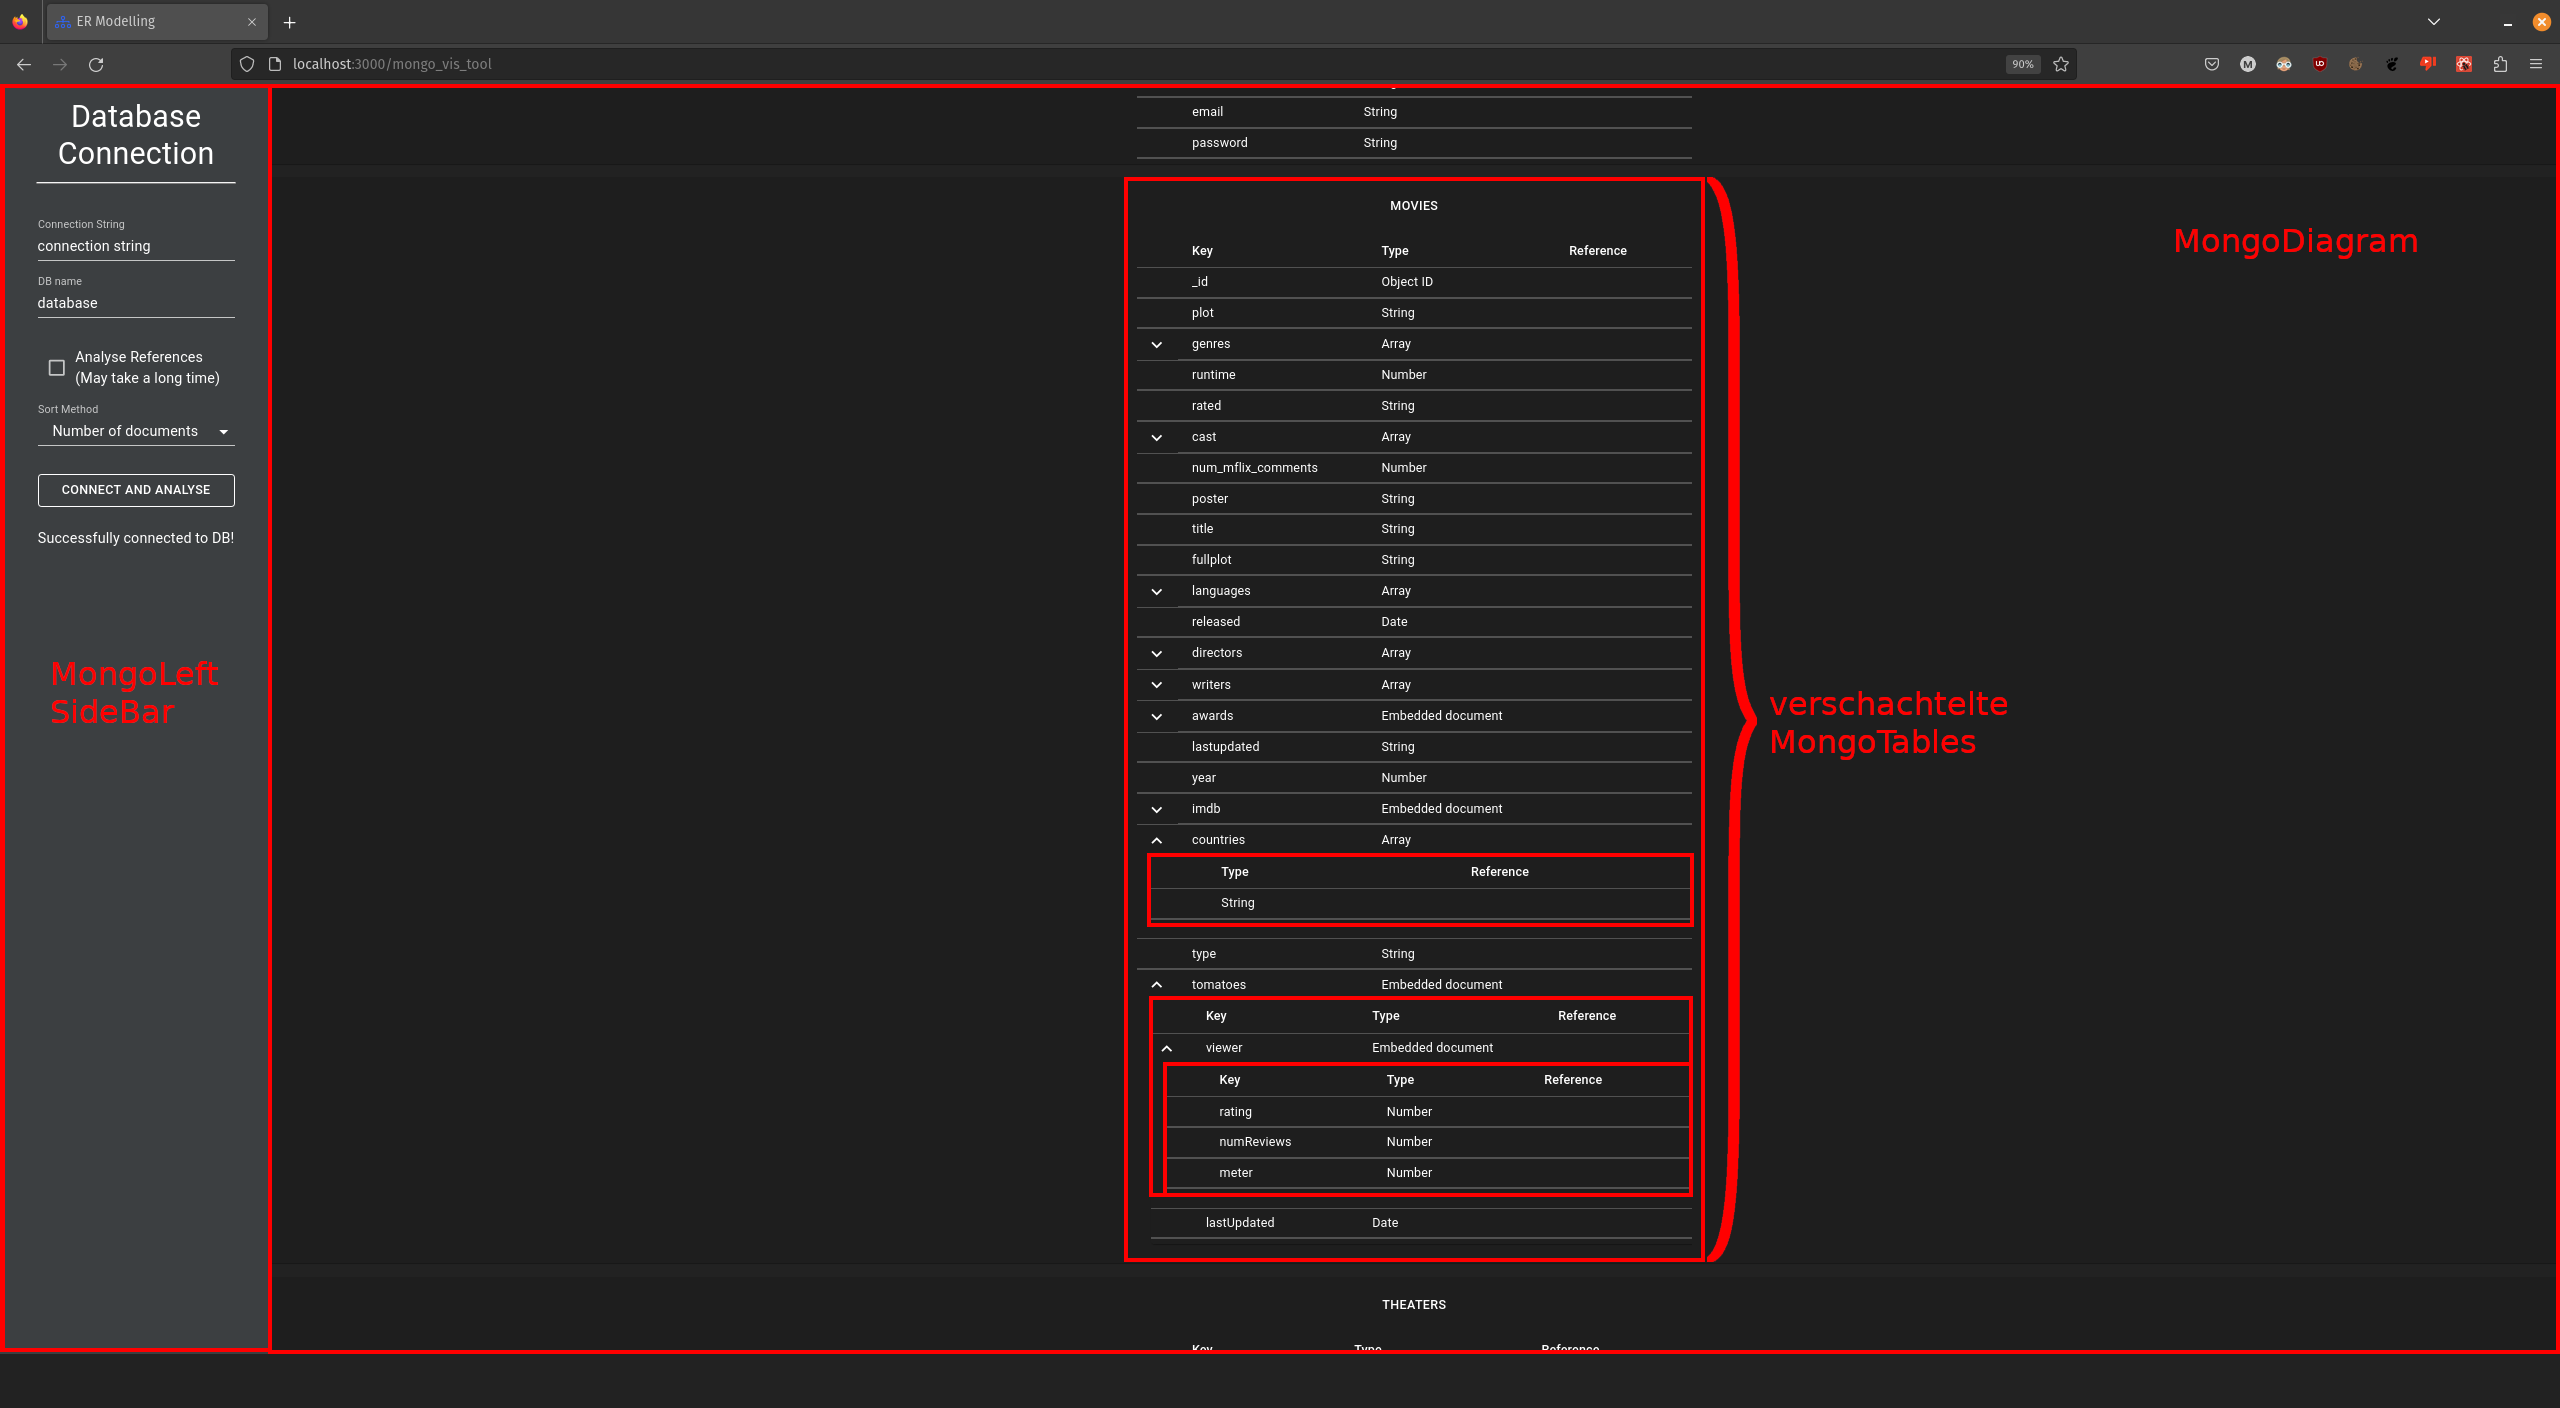 ER Modelling
localhost:3000/mongo_vis_tool
90%
Database
Connection
Connection String
connection string
DB name
database
Analyse References
(May take a long time)
Sort Method
Number of documents
CONNECT AND ANALYSE
Successfully connected to DB!
MongoLeft
SideBar
email String
password String
MOVIES
Key Type Reference
_id Object ID
plot String
genres Array
runtime Number
rated String
cast Array
num_mflix_comments Number
poster String
title String
fullplot String
languages Array
released Date
directors Array
writers Array
awards Embedded document
lastupdated String
year Number
imdb Embedded document
countries Array
Type Reference
String
type String
tomatoes Embedded document
Key Type Reference
viewer Embedded document
Key Type Reference
rating Number
numReviews Number
meter Number
lastUpdated Date
THEATERS
Key Type Reference
MongoDiagram
verschachtelte
MongoTables